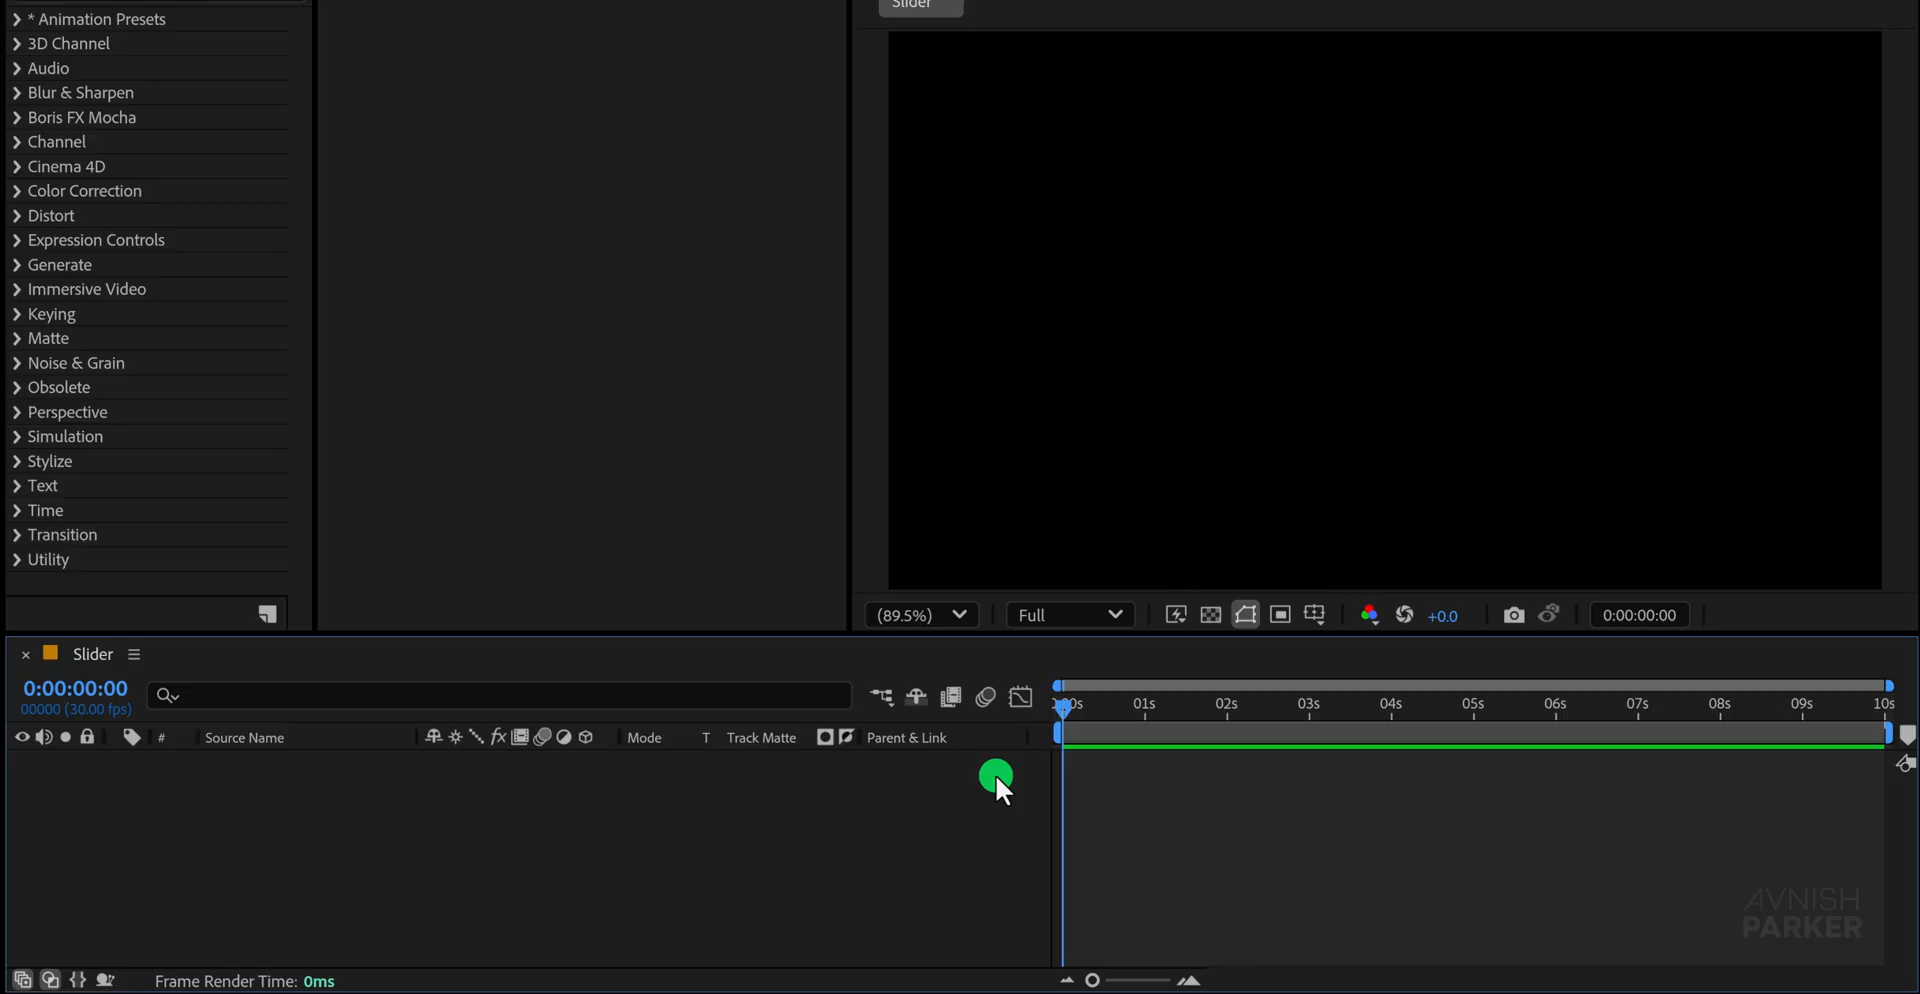 Slider
* Animation Presets
3D Channel
Audio
Blur & Sharpen
Boris FX Mocha
Channel
Cinema 4D
Color Correction
Distort
Expression Controls
Generate
Immersive Video
Keying
Matte
Noise & Grain
Obsolete
Perspective
Simulation
Stylize
Text
Time
Transition
Utility
(89.5%) Full +0.0 0:00:00:00
Slider
0:00:00:00
00000 (30.00 fps)
01s 02s 03s 04s 05s 06s 07s 08s 09s 10s
# Source Name fx Mode T Track Matte Parent & Link
AVNISH
PARKER
Frame Render Time: 0ms